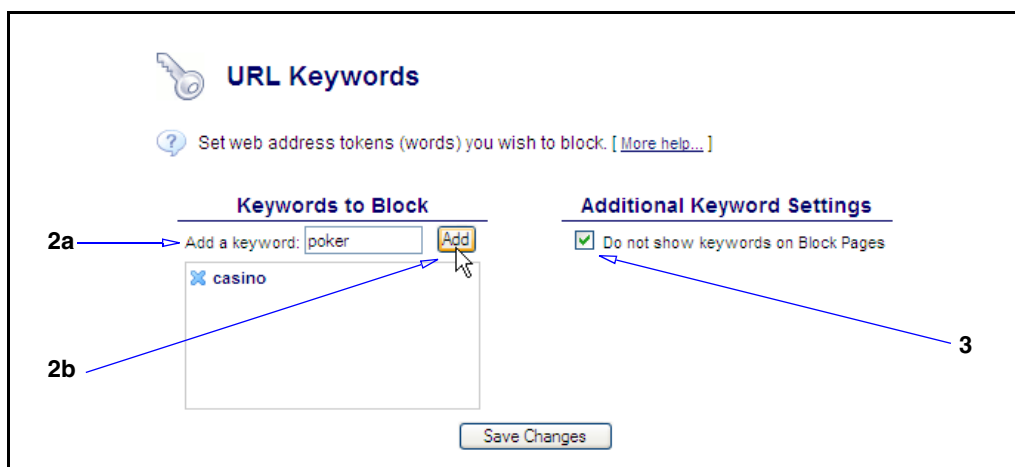 URL Keywords
Set web address tokens (words) you wish to block. [ More help... ]
Keywords to Block
Additional Keyword Settings
2a
Add a keyword: poker Add
Do not show keywords on Block Pages
casino
3
2b
Save Changes